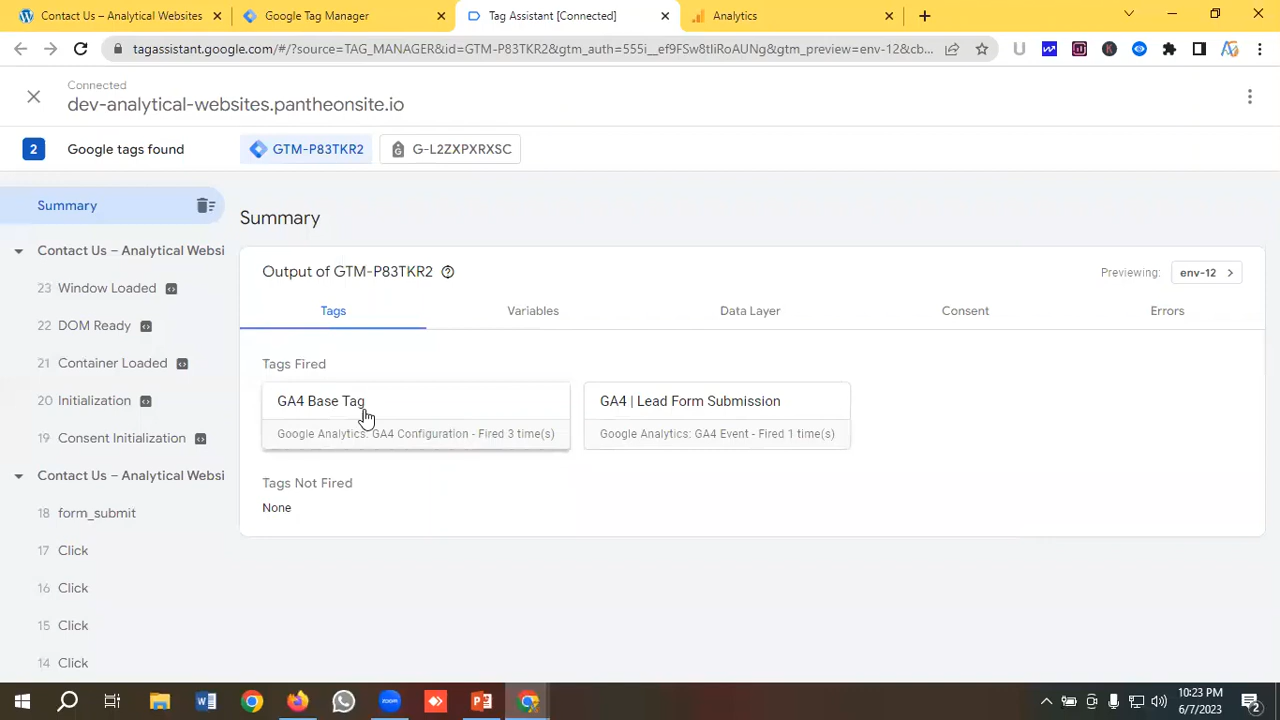 Contact Us – Analytical Websites
Google Tag Manager
Tag Assistant [Connected]
Analytics
tagassistant.google.com/#/?source=TAG_MANAGER&id=GTM-P83TKR2&gtm_auth=555i__ef9FSw8tliRoAUNg&gtm_preview=env-12&cb...
Connected
dev-analytical-websites.pantheonsite.io
2 Google tags found GTM-P83TKR2 G-L2ZXPXRXSC
Summary
Contact Us – Analytical Websi
23 Window Loaded
22 DOM Ready
21 Container Loaded
20 Initialization
19 Consent Initialization
Contact Us – Analytical Websi
18 form_submit
17 Click
16 Click
15 Click
14 Click
Summary
Output of GTM-P83TKR2
Previewing: env-12
Tags Variables Data Layer Consent Errors
Tags Fired
GA4 Base Tag
Google Analytics: GA4 Configuration - Fired 3 time(s)
GA4 | Lead Form Submission
Google Analytics: GA4 Event - Fired 1 time(s)
Tags Not Fired
None
zoom
10:23 PM
6/7/2023
2